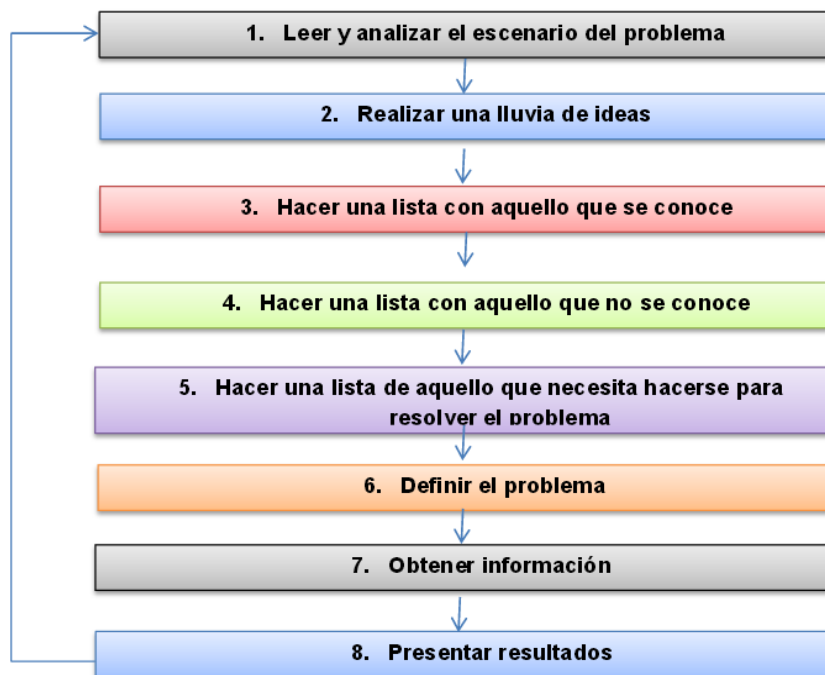 1. Leer y analizar el escenario del problema
2. Realizar una lluvia de ideas
3. Hacer una lista con aquello que se conoce
4. Hacer una lista con aquello que no se conoce
5. Hacer una lista de aquello que necesita hacerse para
resolver el problema
6. Definir el problema
7. Obtener información
8. Presentar resultados